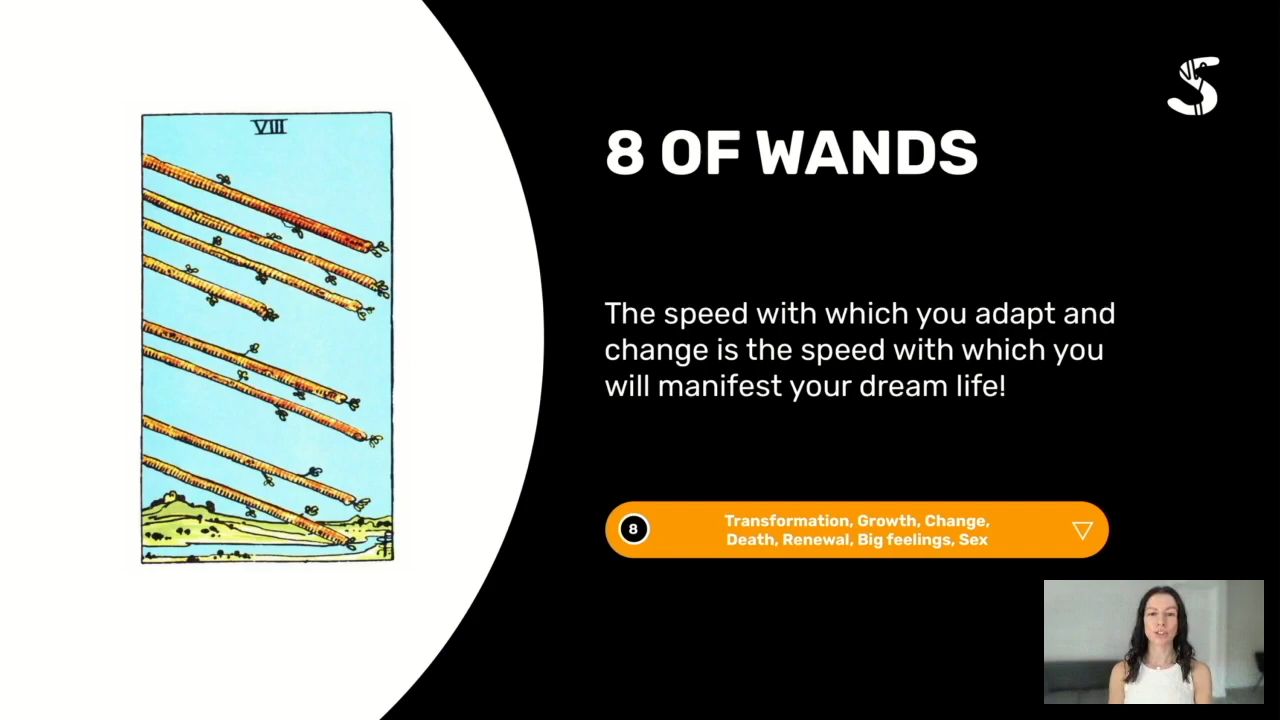 VIII
8 OF WANDS
The speed with which you adapt and
change is the speed with which you
will manifest your dream life!
8
Transformation, Growth, Change,
Death, Renewal, Big feelings, Sex